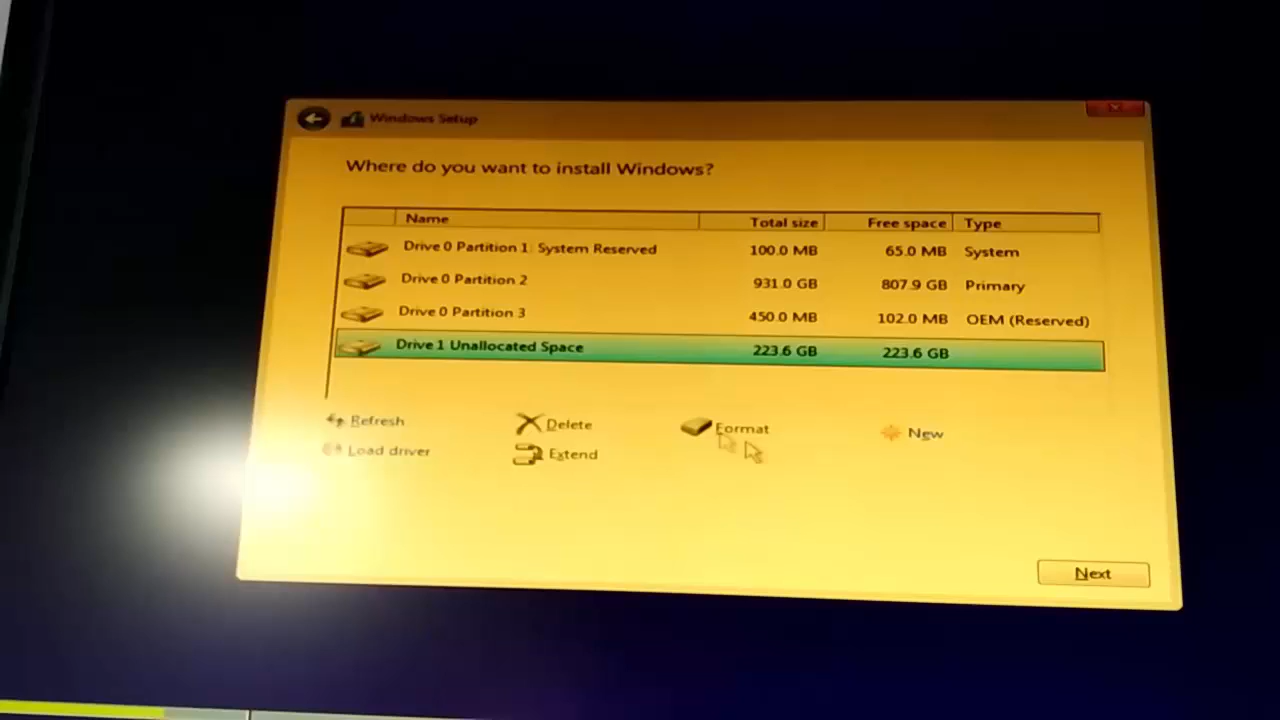 Windows Setup
Where do you want to install Windows?
Name Total size Free space Type
Drive 0 Partition 1: System Reserved 100.0 MB 65.0 MB System
Drive 0 Partition 2 931.0 GB 807.9 GB Primary
Drive 0 Partition 3 450.0 MB 102.0 MB OEM (Reserved)
Drive 1 Unallocated Space 223.6 GB 223.6 GB
Refresh Delete Format New
Load driver Extend
Next